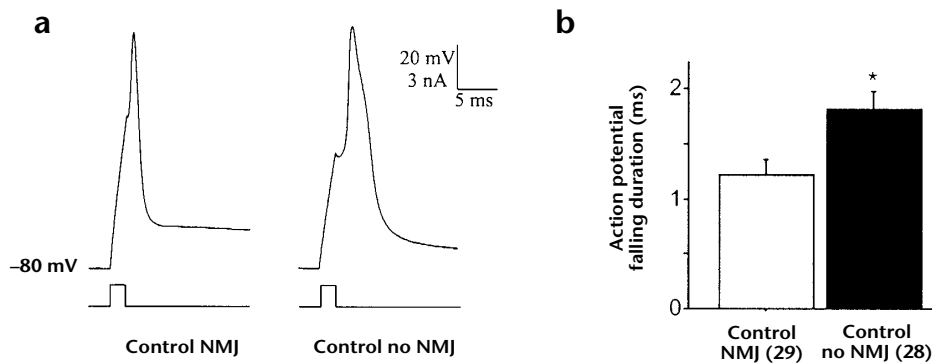 a
20 mV
3 nA
5 ms
–80 mV
Control NMJ
Control no NMJ
b
Action potential
falling duration (ms)
2
1
0
*
Control
NMJ (29)
Control
no NMJ (28)